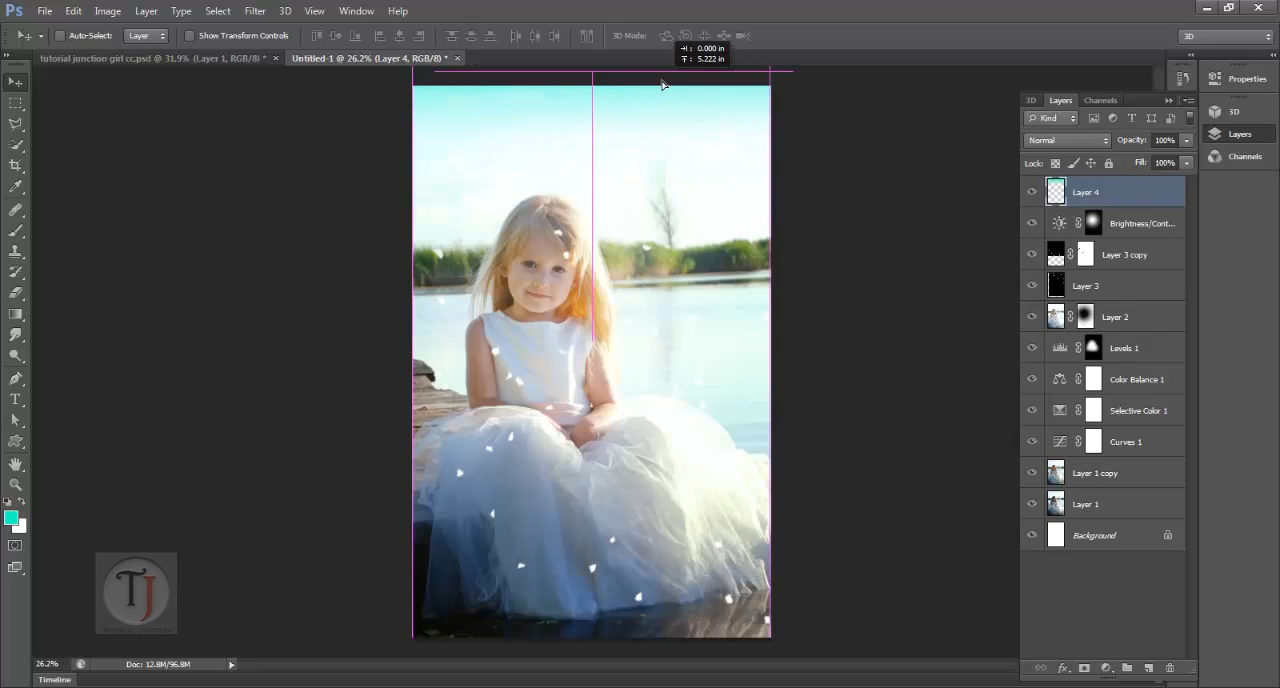 Ps File Edit Image Layer Type Select Filter 3D View Window Help
Auto-Select: Layer Show Transform Controls 3D Mode: 3D
tutorial junction girl cc.psd @ 31.9% (Layer 1, RGB/8) * × Untitled-1 @ 26.2% (Layer 4, RGB/8) * ×
: 0.000 in
: 5.222 in
Properties
3D
Layers
Channels
3D Layers Channels
Kind
Normal Opacity: 100%
Lock: Fill: 100%
Layer 4
Brightness/Cont...
Layer 3 copy
Layer 3
Layer 2
Levels 1
Color Balance 1
Selective Color 1
Curves 1
Layer 1 copy
Layer 1
Background
fx
TJ
26.2% Doc: 12.8M/96.8M
Timeline